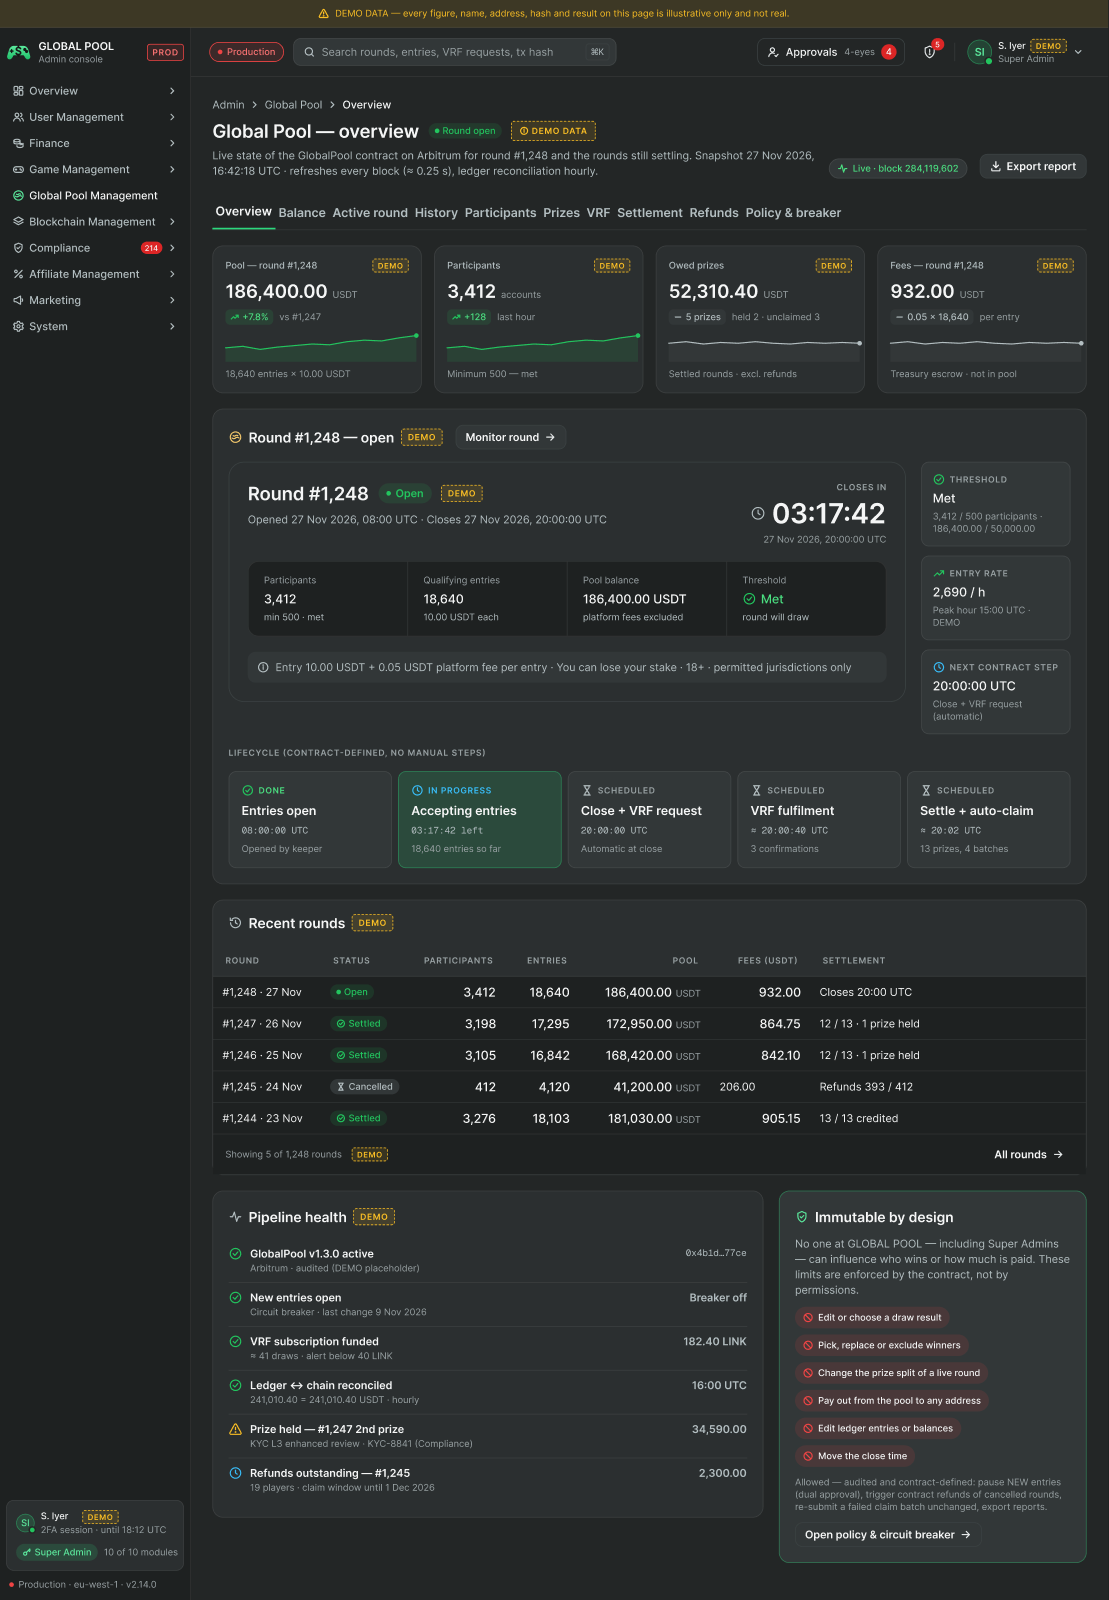 DEMO DATA — every figure, name, address, hash and result on this page is illustrative only and not real.
GLOBAL POOL
Admin console
PROD
Overview
User Management
Finance
Game Management
Global Pool Management
Blockchain Management
Compliance 214
Affiliate Management
Marketing
System
S. Iyer DEMO
2FA session · until 18:12 UTC
Super Admin 10 of 10 modules
Production · eu-west-1 · v2.14.0
Production
Search rounds, entries, VRF requests, tx hash ⌘K
Approvals 4-eyes 4
5
SI
S. Iyer DEMO
Super Admin
Admin > Global Pool > Overview
Global Pool — overview Round open DEMO DATA
Live state of the GlobalPool contract on Arbitrum for round #1,248 and the rounds still settling. Snapshot 27 Nov 2026,
16:42:18 UTC · refreshes every block (≈ 0.25 s), ledger reconciliation hourly.
Live · block 284,119,602
Export report
Overview Balance Active round History Participants Prizes VRF Settlement Refunds Policy & breaker
Pool — round #1,248 DEMO
186,400.00 USDT
+7.8% vs #1,247
18,640 entries × 10.00 USDT
Participants DEMO
3,412 accounts
+128 last hour
Minimum 500 — met
Owed prizes DEMO
52,310.40 USDT
5 prizes held 2 · unclaimed 3
Settled rounds · excl. refunds
Fees — round #1,248 DEMO
932.00 USDT
0.05 × 18,640 per entry
Treasury escrow · not in pool
Round #1,248 — open DEMO Monitor round →
Round #1,248 Open DEMO
Opened 27 Nov 2026, 08:00 UTC · Closes 27 Nov 2026, 20:00:00 UTC
CLOSES IN
03:17:42
27 Nov 2026, 20:00:00 UTC
Participants
3,412
min 500 · met
Qualifying entries
18,640
10.00 USDT each
Pool balance
186,400.00 USDT
platform fees excluded
Threshold
Met
round will draw
Entry 10.00 USDT + 0.05 USDT platform fee per entry · You can lose your stake · 18+ · permitted jurisdictions only
THRESHOLD
Met
3,412 / 500 participants ·
186,400.00 / 50,000.00
ENTRY RATE
2,690 / h
Peak hour 15:00 UTC ·
DEMO
NEXT CONTRACT STEP
20:00:00 UTC
Close + VRF request
(automatic)
LIFECYCLE (CONTRACT-DEFINED, NO MANUAL STEPS)
DONE
Entries open
08:00:00 UTC
Opened by keeper
IN PROGRESS
Accepting entries
03:17:42 left
18,640 entries so far
SCHEDULED
Close + VRF request
20:00:00 UTC
Automatic at close
SCHEDULED
VRF fulfilment
≈ 20:00:40 UTC
3 confirmations
SCHEDULED
Settle + auto-claim
≈ 20:02 UTC
13 prizes, 4 batches
Recent rounds DEMO
ROUND STATUS PARTICIPANTS ENTRIES POOL FEES (USDT) SETTLEMENT
#1,248 · 27 Nov Open 3,412 18,640 186,400.00 USDT 932.00 Closes 20:00 UTC
#1,247 · 26 Nov Settled 3,198 17,295 172,950.00 USDT 864.75 12 / 13 · 1 prize held
#1,246 · 25 Nov Settled 3,105 16,842 168,420.00 USDT 842.10 12 / 13 · 1 prize held
#1,245 · 24 Nov Cancelled 412 4,120 41,200.00 USDT 206.00 Refunds 393 / 412
#1,244 · 23 Nov Settled 3,276 18,103 181,030.00 USDT 905.15 13 / 13 credited
Showing 5 of 1,248 rounds DEMO All rounds →
Pipeline health DEMO
GlobalPool v1.3.0 active 0x4b1d…77ce
Arbitrum · audited (DEMO placeholder)
New entries open Breaker off
Circuit breaker · last change 9 Nov 2026
VRF subscription funded 182.40 LINK
≈ 41 draws · alert below 40 LINK
Ledger ↔ chain reconciled 16:00 UTC
241,010.40 = 241,010.40 USDT · hourly
Prize held — #1,247 2nd prize 34,590.00
KYC L3 enhanced review · KYC-8841 (Compliance)
Refunds outstanding — #1,245 2,300.00
19 players · claim window until 1 Dec 2026
Immutable by design
No one at GLOBAL POOL — including Super Admins
— can influence who wins or how much is paid. These
limits are enforced by the contract, not by
permissions.
Edit or choose a draw result
Pick, replace or exclude winners
Change the prize split of a live round
Pay out from the pool to any address
Edit ledger entries or balances
Move the close time
Allowed — audited and contract-defined: pause NEW entries
(dual approval), trigger contract refunds of cancelled rounds,
re-submit a failed claim batch unchanged, export reports.
Open policy & circuit breaker →